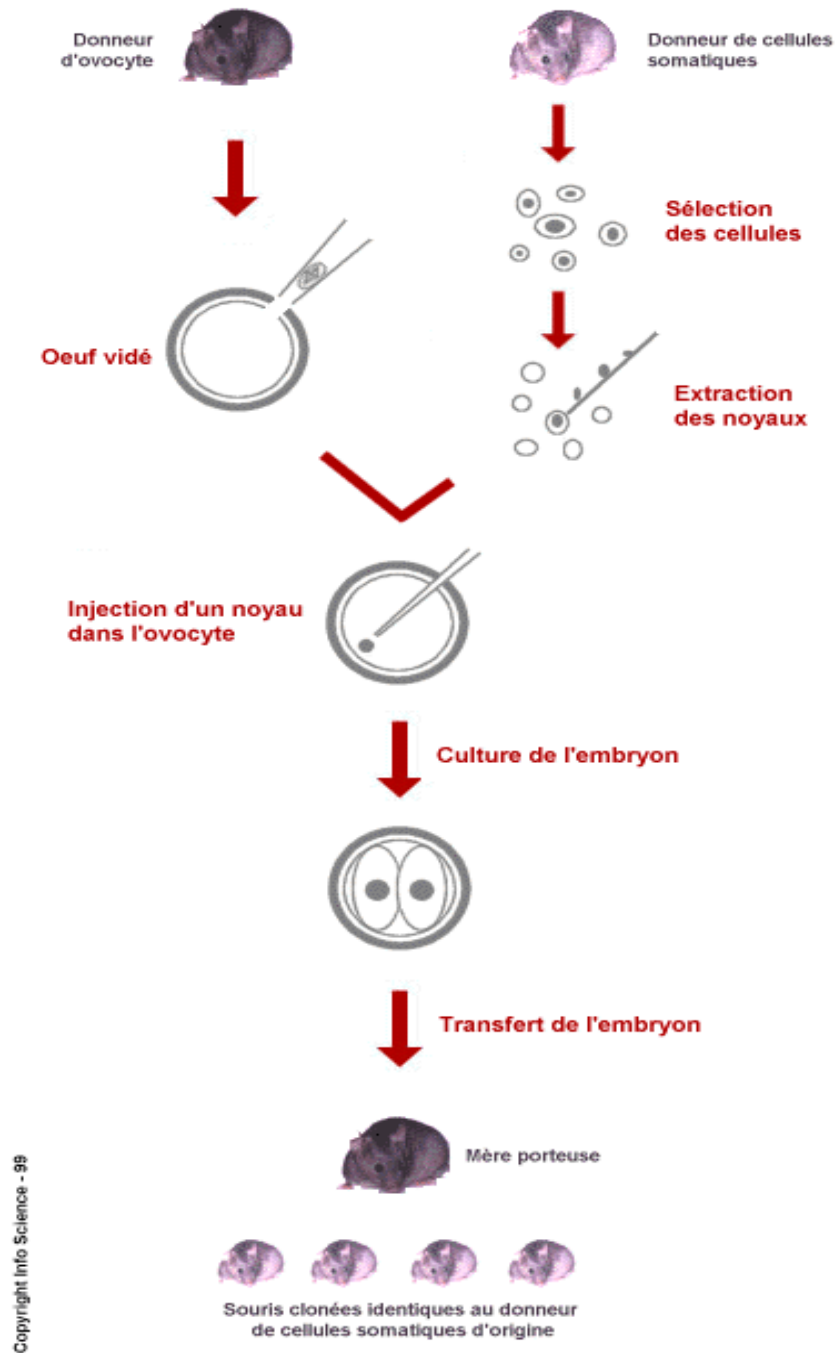 Donneur
d'ovocyte
Donneur de cellules
somatiques
Sélection
des cellules
Oeuf vidé
Extraction
des noyaux
Injection d'un noyau
dans l'ovocyte
Culture de l'embryon
Transfert de l'embryon
Mère porteuse
Souris clonées identiques au donneur
de cellules somatiques d'origine
Copyright Info Science - 99